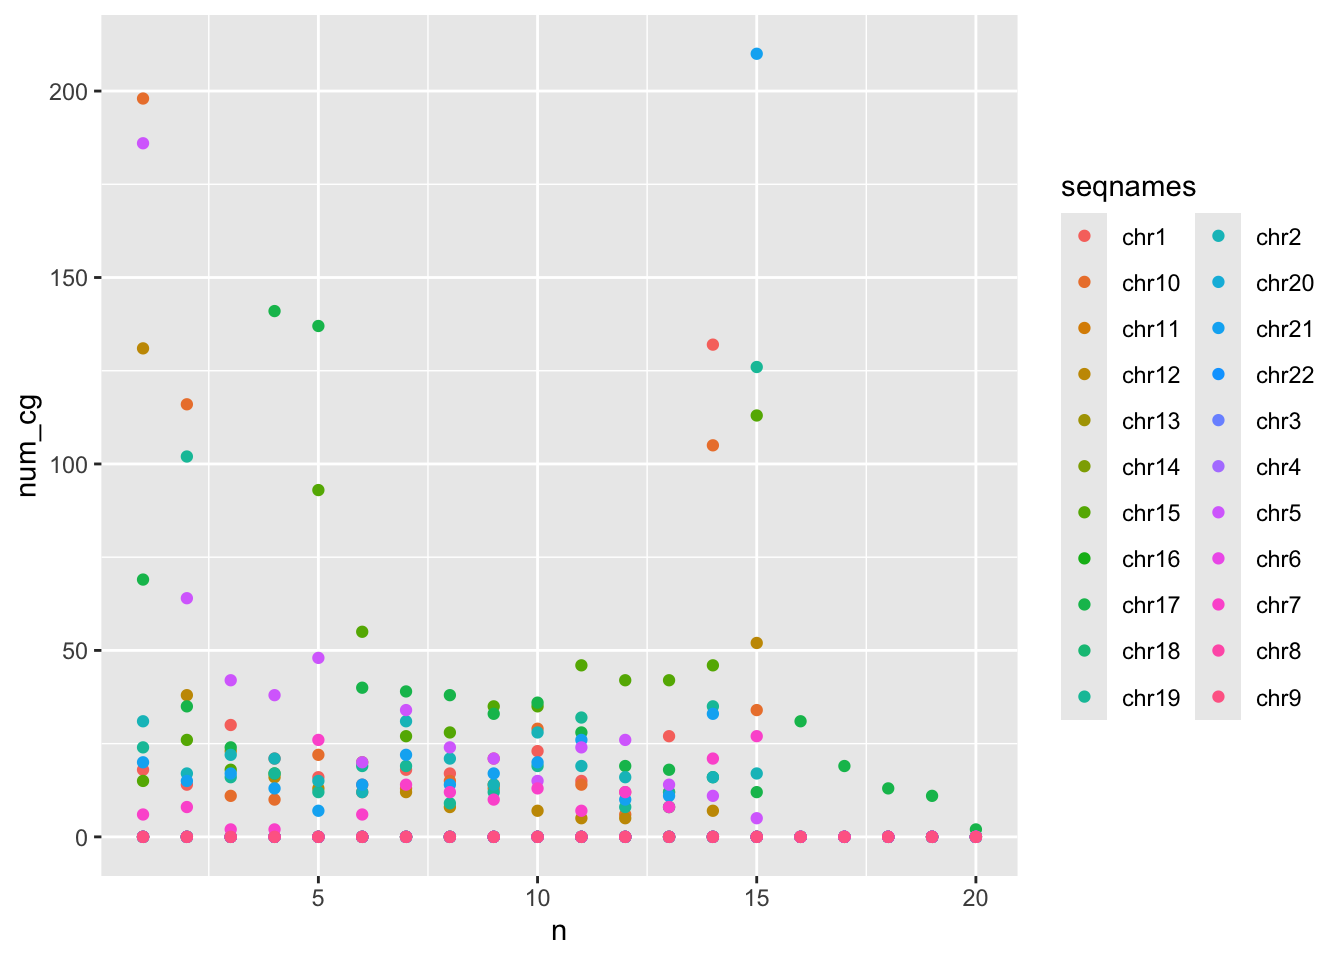 200
150
100
50
0
num_cg
5 10 15 20
n
seqnames
chr1 chr2
chr10 chr20
chr11 chr21
chr12 chr22
chr13 chr3
chr14 chr4
chr15 chr5
chr16 chr6
chr17 chr7
chr18 chr8
chr19 chr9